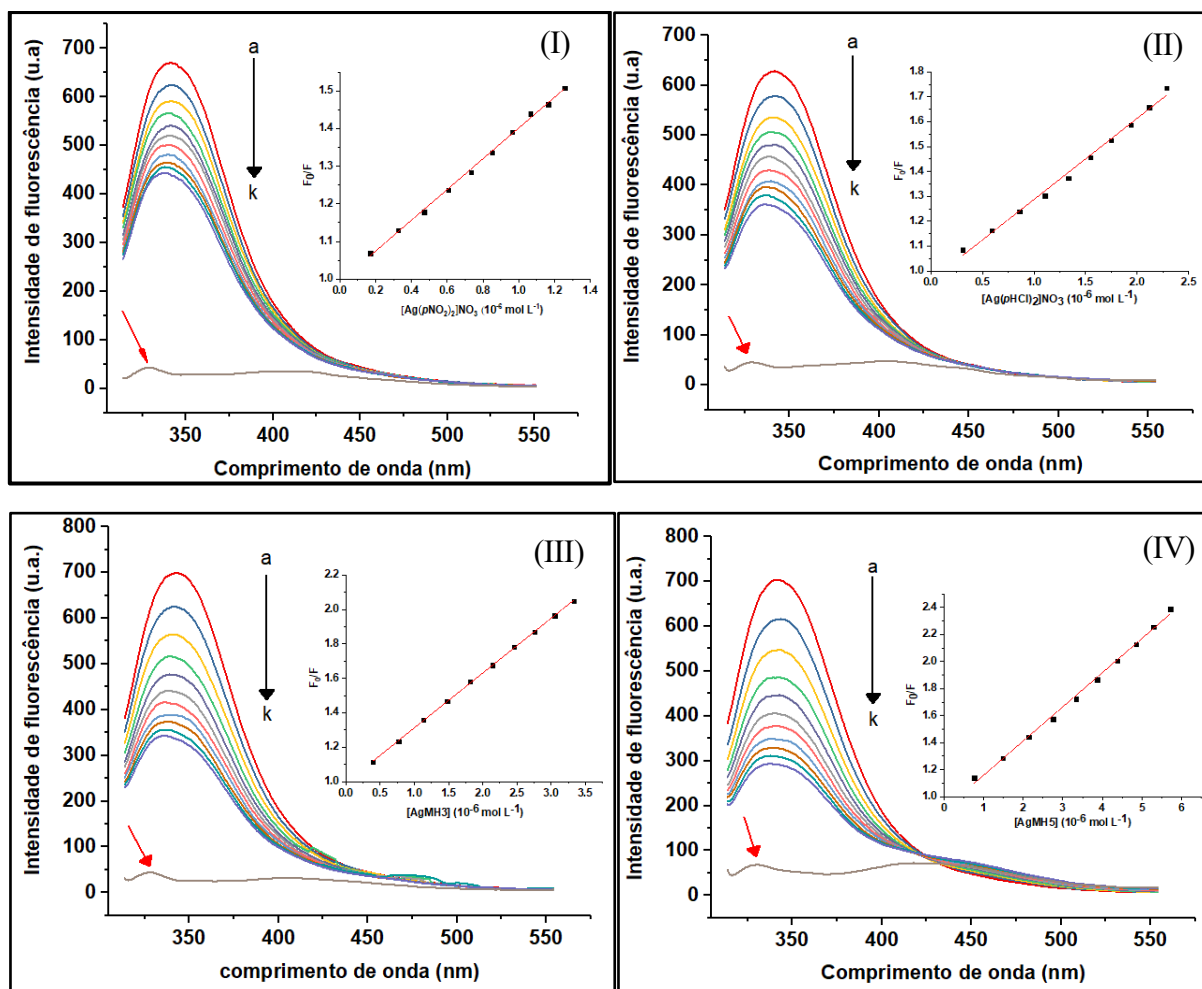 (I)
Intensidade de fluorescência (u.a)
700
600
500
400
300
200
100
0
350
400
450
500
550
Comprimento de onda (nm)
a
k
F0/F
1.5
1.4
1.3
1.2
1.1
1.0
0.0 0.2 0.4 0.6 0.8 1.0 1.2 1.4
[Ag(pNO2)2]NO3 (10-6 mol L-1)
(II)
Intensidade de fluorescência (u.a)
700
600
500
400
300
200
100
0
350
400
450
500
550
Comprimento de onda (nm)
a
k
F0/F
1.8
1.7
1.6
1.5
1.4
1.3
1.2
1.1
1.0
0.0 0.5 1.0 1.5 2.0 2.5
[Ag(pHCl)2]NO3 (10-6 mol L-1)
(III)
Intensidade de fluorescência (u.a.)
800
700
600
500
400
300
200
100
0
350
400
450
500
550
comprimento de onda (nm)
a
k
F0/F
2.2
2.0
1.8
1.6
1.4
1.2
1.0
0.0 0.5 1.0 1.5 2.0 2.5 3.0 3.5
[AgMH3] (10-6 mol L-1)
(IV)
Intensidade de fluorescência (u.a.)
800
700
600
500
400
300
200
100
0
350
400
450
500
550
Comprimento de onda (nm)
a
k
F0/F
2.4
2.2
2.0
1.8
1.6
1.4
1.2
1.0
0 1 2 3 4 5 6
[AgMH5] (10-6 mol L-1)